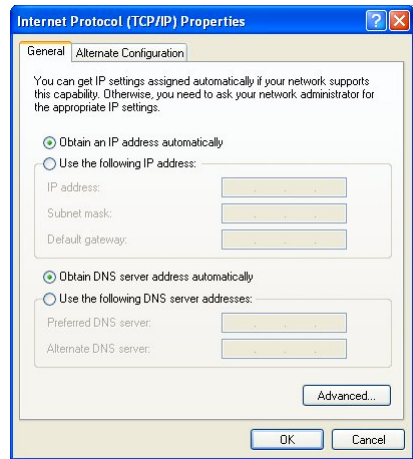 Internet Protocol (TCP/IP) Properties
General Alternate Configuration
You can get IP settings assigned automatically if your network supports
this capability. Otherwise, you need to ask your network administrator for
the appropriate IP settings.
Obtain an IP address automatically
Use the following IP address:
IP address:
Subnet mask:
Default gateway:
Obtain DNS server address automatically
Use the following DNS server addresses:
Preferred DNS server:
Alternate DNS server:
Advanced...
OK Cancel